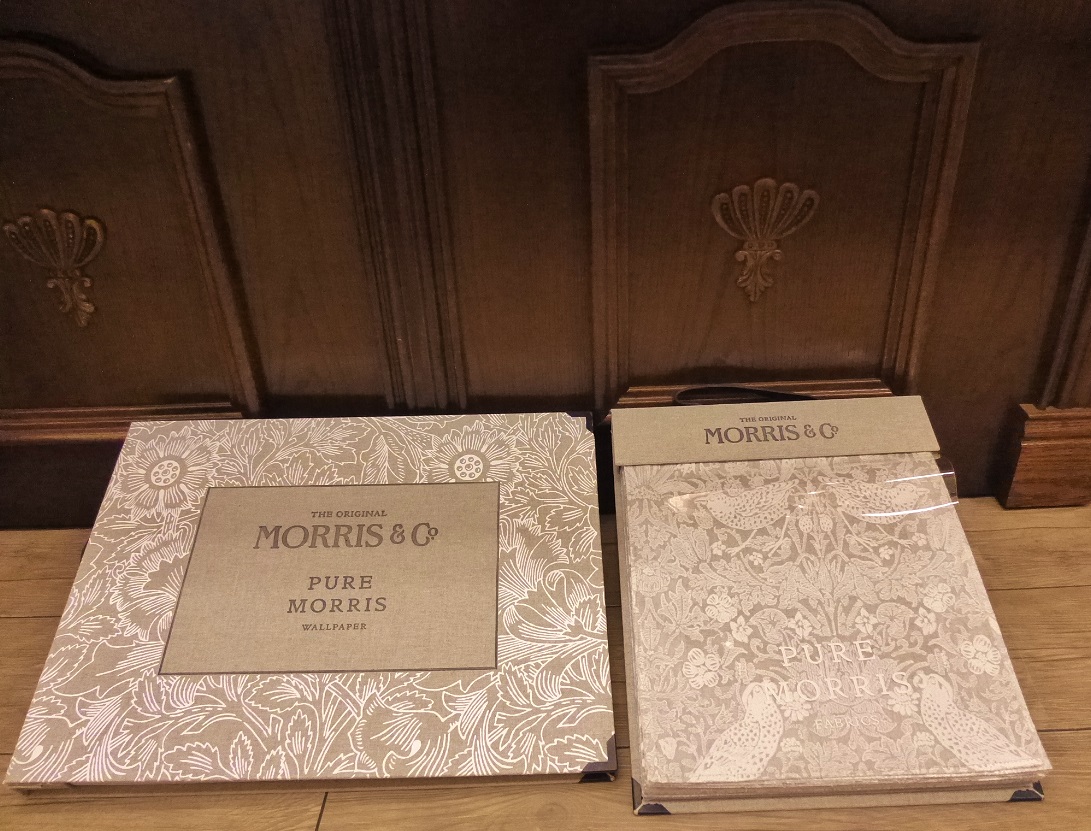 THE ORIGINAL
MORRIS & Co
PURE
MORRIS
WALLPAPER
THE ORIGINAL
MORRIS & Co
PURE
MORRIS
FABRICS